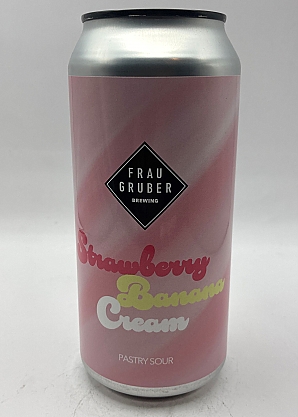 FRAU
GRUBER
BREWING
Strawberry
Banana
Cream
PASTRY SOUR